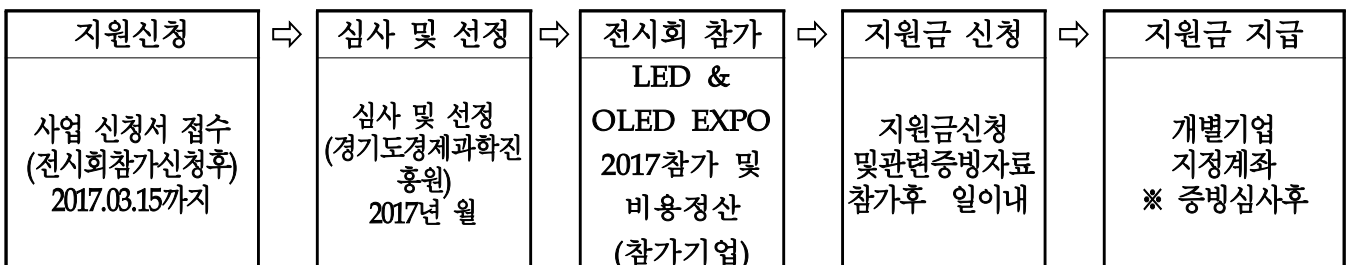 지원신청 ⇨ 심사 및 선정 ⇨ 전시회 참가 ⇨ 지원금 신청 ⇨ 지원금 지급
사업 신청서 접수
(전시회참가신청후)
2017.03.15까지
심사 및 선정
(경기도경제과학진
흥원)
2017년 월
LED &
OLED EXPO
2017참가 및
비용정산
(참가기업)
지원금신청
및관련증빙자료
참가후 일이내
개별기업
지정계좌
※ 증빙심사후